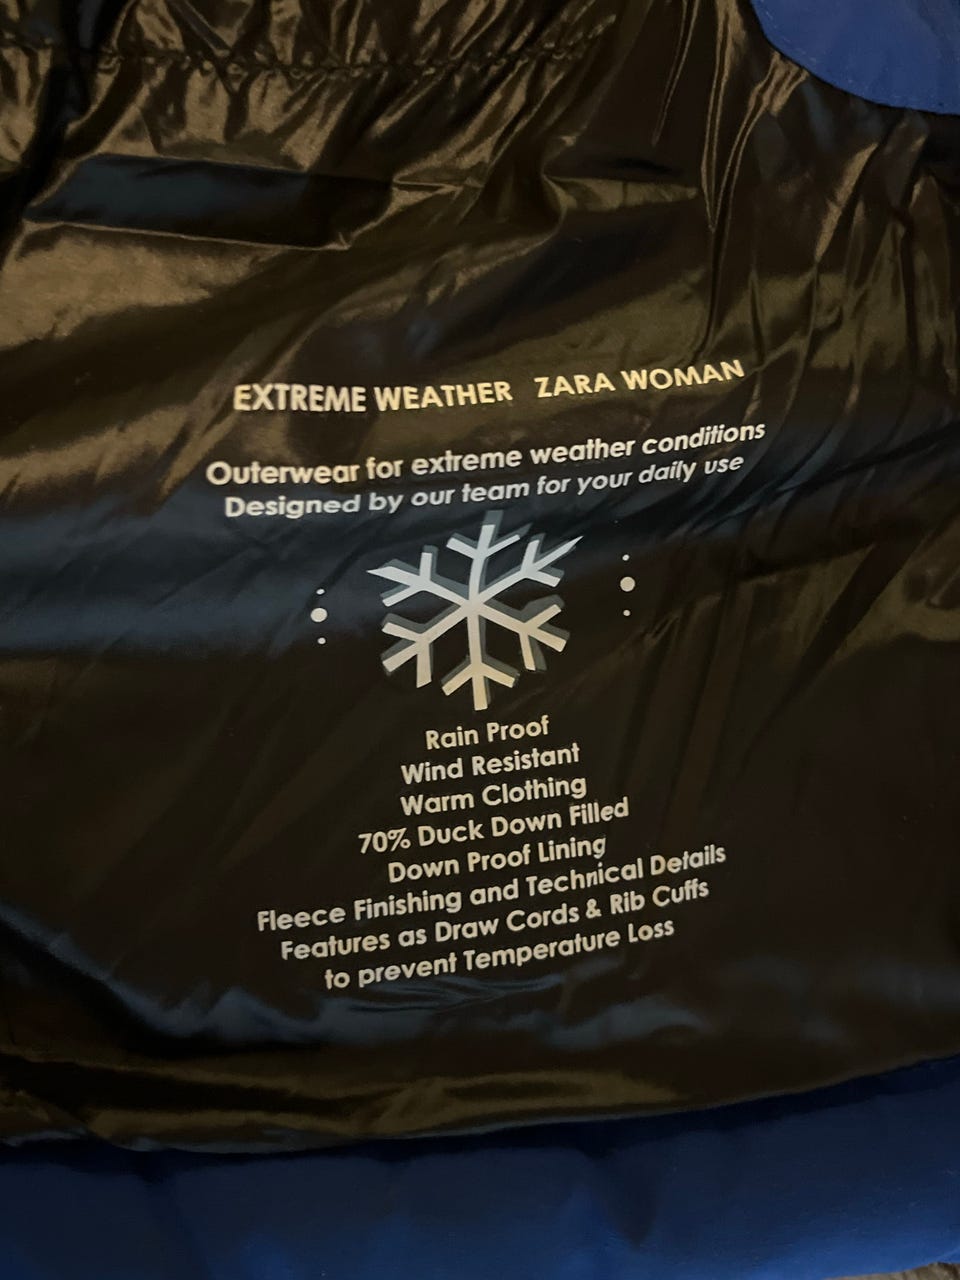 EXTREME WEATHER ZARA WOMAN
Outerwear for extreme weather conditions
Designed by our team for your daily use
Rain Proof
Wind Resistant
Warm Clothing
70% Duck Down Filled
Down Proof Lining
Fleece Finishing and Technical Details
Features as Draw Cords & Rib Cuffs
to prevent Temperature Loss